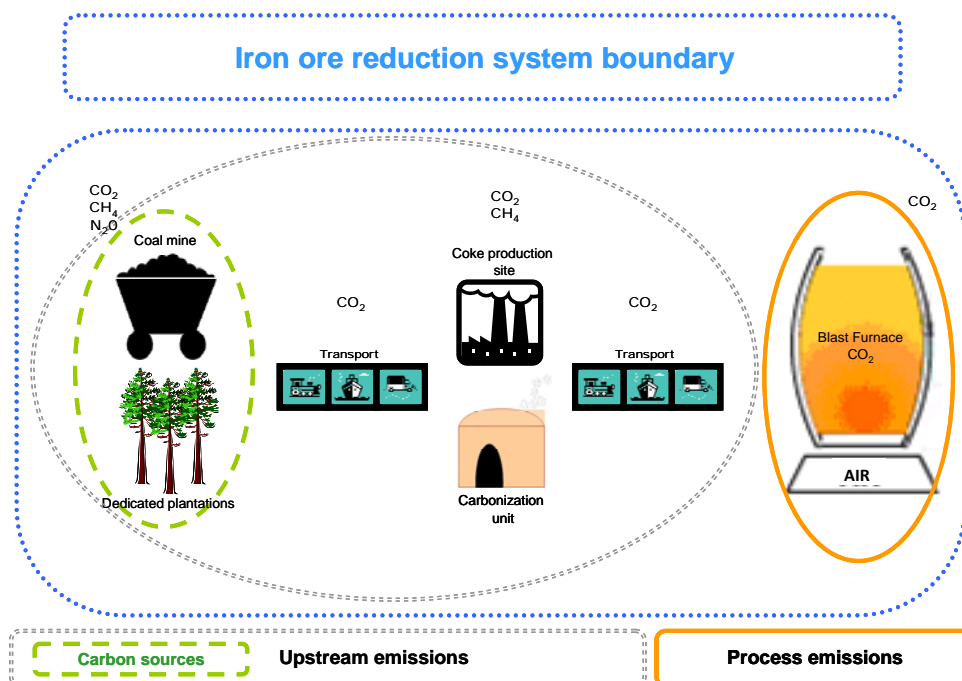 Iron ore reduction system boundary
CO₂
CH₄
N₂O
Coal mine
CO₂
CH₄
Coke production
site
CO₂
CO₂
CO₂
Transport
Transport
Blast Furnace
CO₂
AIR
Dedicated plantations
Carbonization
unit
Carbon sources
Upstream emissions
Process emissions